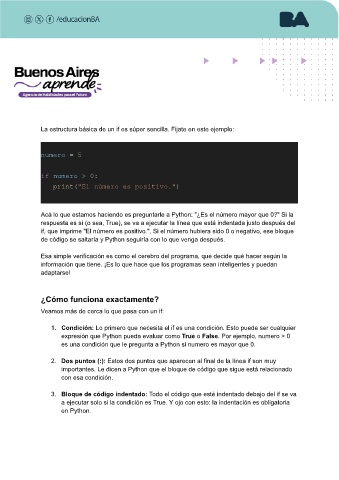 /educacionBA
BA
Buenos Aires
aprende
Agencia de Habilidades para el Futuro
La estructura básica de un if es súper sencilla. Fijate en este ejemplo:
numero = 5
if numero > 0:
print("El número es positivo.")
Acá lo que estamos haciendo es preguntarle a Python: "¿Es el número mayor que 0?" Si la
respuesta es sí (o sea, True), se va a ejecutar la línea que está indentada justo después del
if, que imprime "El número es positivo.". Si el número hubiera sido 0 o negativo, ese bloque
de código se saltaría y Python seguiría con lo que venga después.
Esa simple verificación es como el cerebro del programa, que decide qué hacer según la
información que tiene. ¡Es lo que hace que los programas sean inteligentes y puedan
adaptarse!
¿Cómo funciona exactamente?
Veamos más de cerca lo que pasa con un if:
1. Condición: Lo primero que necesita el if es una condición. Esto puede ser cualquier
expresión que Python pueda evaluar como True o False. Por ejemplo, numero > 0
es una condición que le pregunta a Python si numero es mayor que 0.
2. Dos puntos (:): Estos dos puntos que aparecen al final de la línea if son muy
importantes. Le dicen a Python que el bloque de código que sigue está relacionado
con esa condición.
3. Bloque de código indentado: Todo el código que esté indentado debajo del if se va
a ejecutar solo si la condición es True. Y ojo con esto: la indentación es obligatoria
en Python.